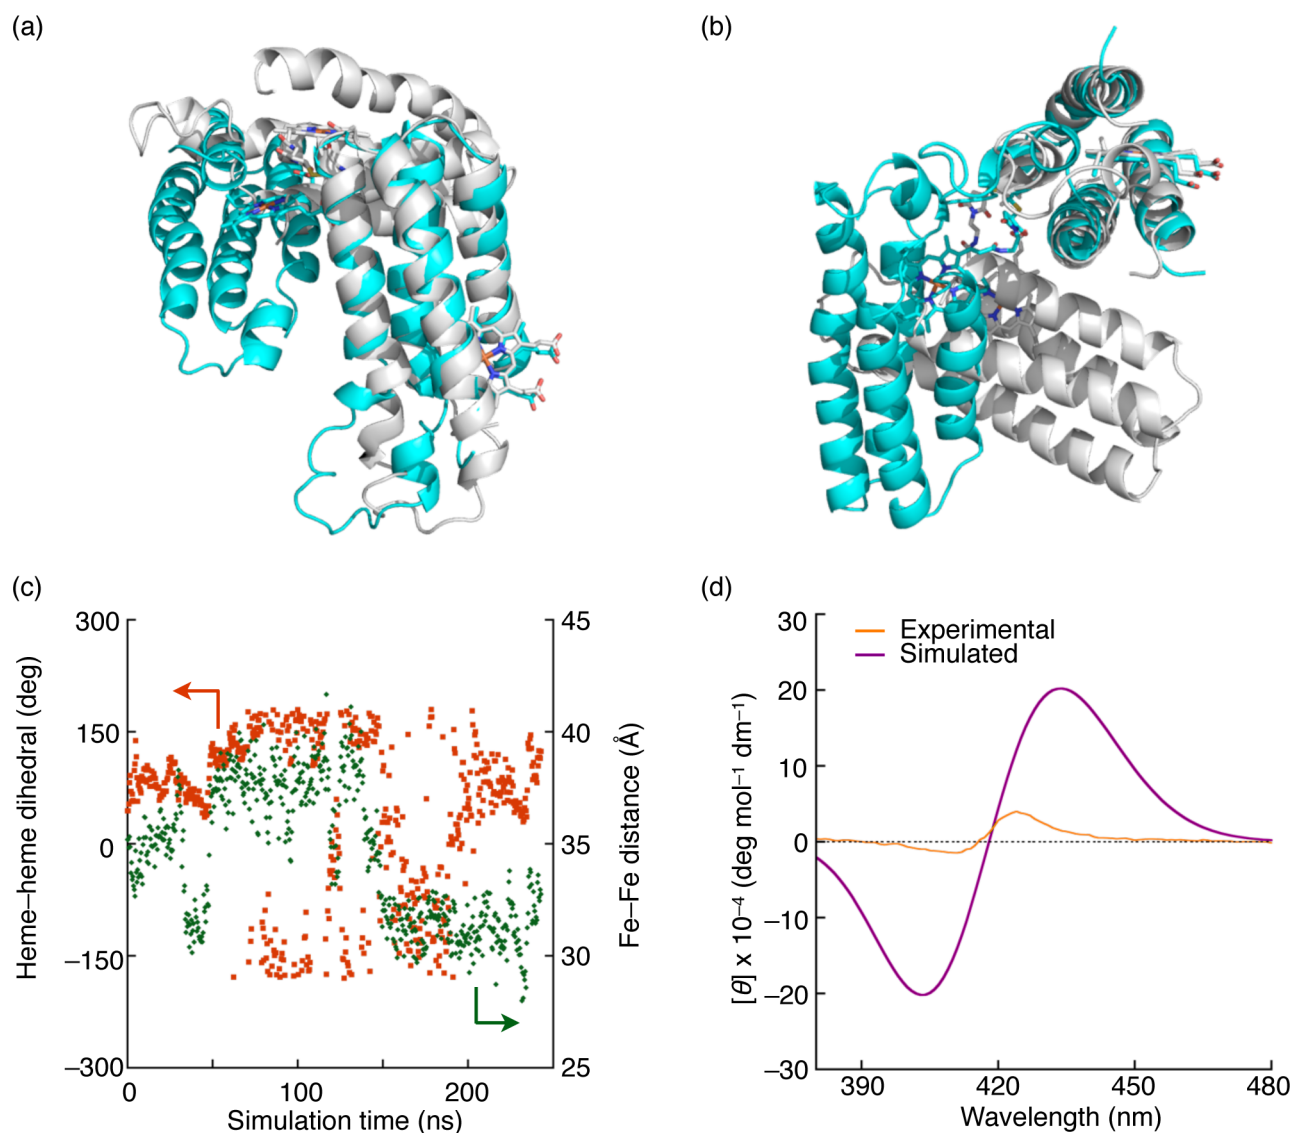 (a)
(b)
(c)
300
150
0
−150
−300
Heme–heme dihedral (deg)
45
40
35
30
25
Fe–Fe distance (Å)
0
100
200
Simulation time (ns)
(d)
Experimental
Simulated
30
20
10
0
−10
−20
−30
[θ] x 10⁻⁴ (deg mol⁻¹ dm⁻¹)
390
420
450
480
Wavelength (nm)